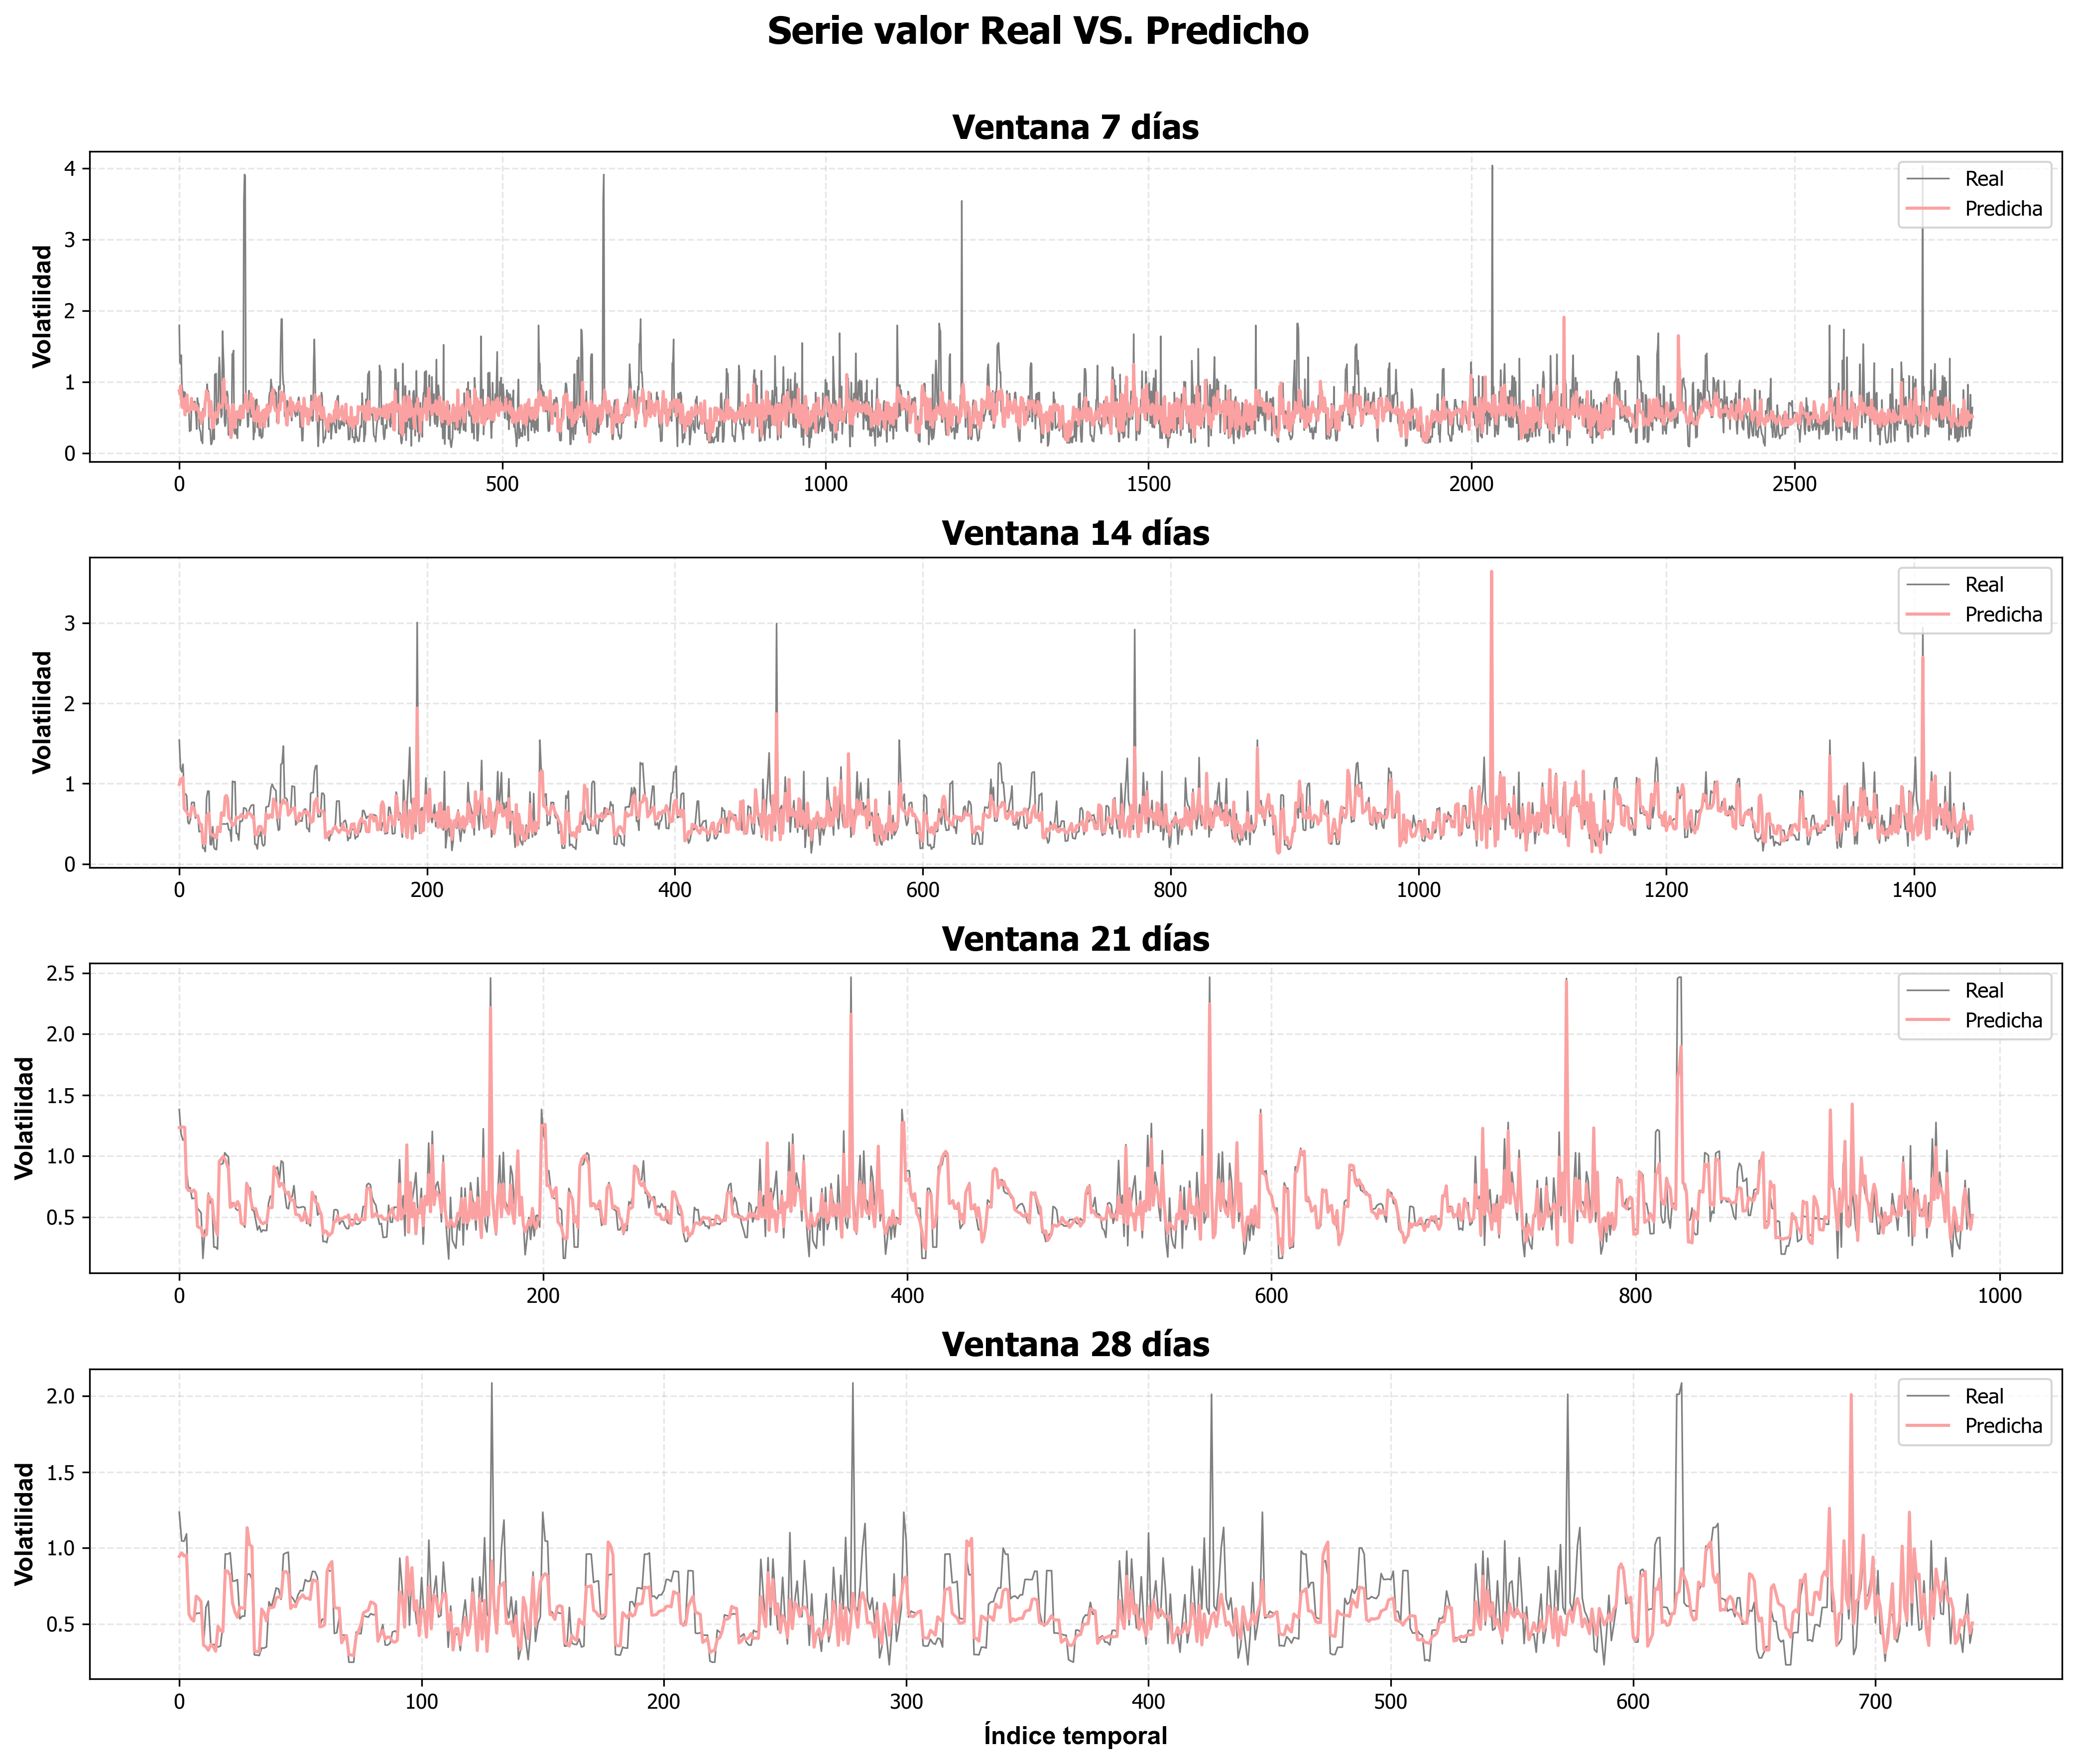 Serie valor Real VS. Predicho
Ventana 7 días
Volatilidad
4
3
2
1
0
Real
Predicha
0 500 1000 1500 2000 2500
Ventana 14 días
Volatilidad
3
2
1
0
Real
Predicha
0 200 400 600 800 1000 1200 1400
Ventana 21 días
Volatilidad
2.5
2.0
1.5
1.0
0.5
Real
Predicha
0 200 400 600 800 1000
Ventana 28 días
Volatilidad
2.0
1.5
1.0
0.5
Real
Predicha
0 100 200 300 400 500 600 700
Índice temporal